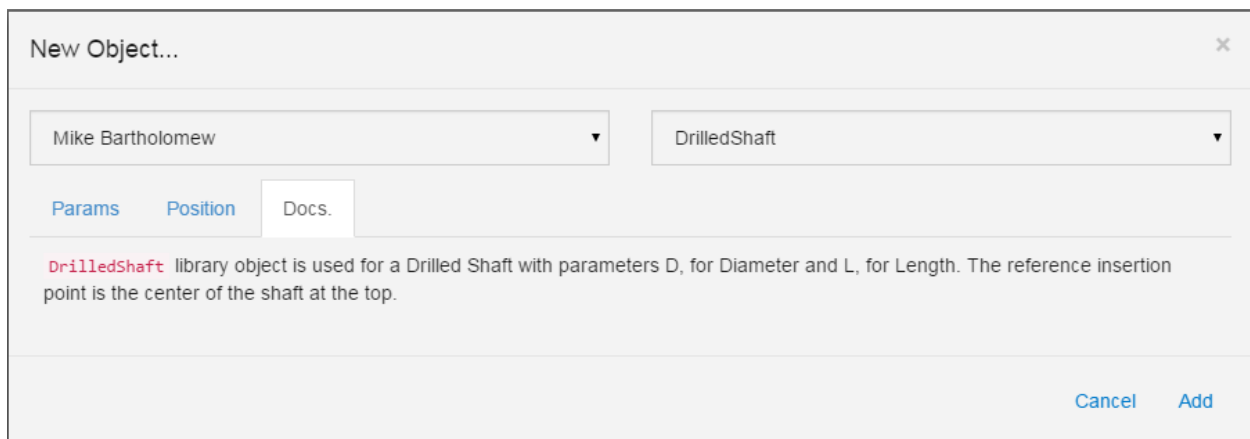 New Object...
×
Mike Bartholomew
DrilledShaft
Params
Position
Docs.
DrilledShaft library object is used for a Drilled Shaft with parameters D, for Diameter and L, for Length. The reference insertion
point is the center of the shaft at the top.
Cancel
Add